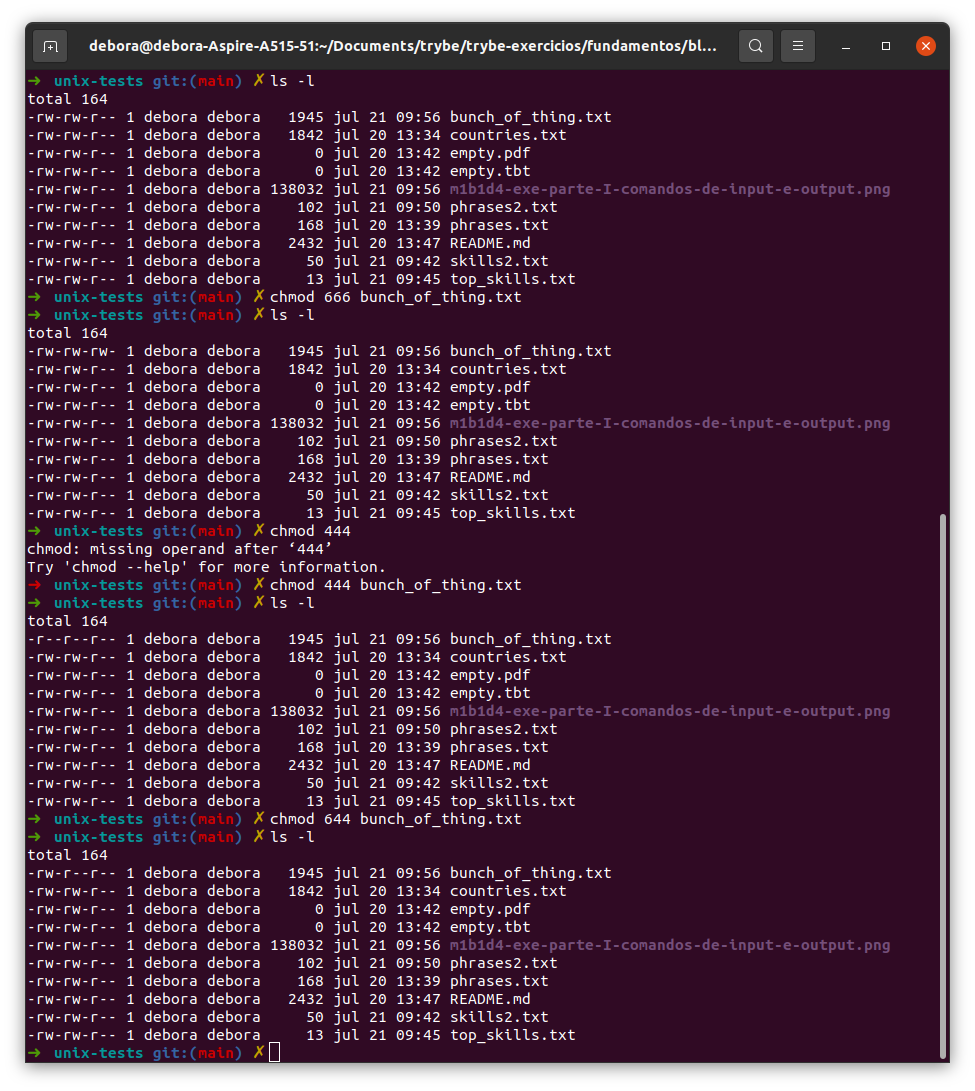 debora@debora-Aspire-A515-51:~/Documents/trybe/trybe-exercicios/fundamentos/bl...
➜  unix-tests git:(main) ✗ ls -l
total 164
-rw-rw-r-- 1 debora debora   1945 jul 21 09:56 bunch_of_thing.txt
-rw-rw-r-- 1 debora debora   1842 jul 20 13:34 countries.txt
-rw-rw-r-- 1 debora debora      0 jul 20 13:42 empty.pdf
-rw-rw-r-- 1 debora debora      0 jul 20 13:42 empty.tbt
-rw-rw-r-- 1 debora debora 138032 jul 21 09:56 m1b1d4-exe-parte-I-comandos-de-input-e-output.png
-rw-rw-r-- 1 debora debora    102 jul 21 09:50 phrases2.txt
-rw-rw-r-- 1 debora debora    168 jul 20 13:39 phrases.txt
-rw-rw-r-- 1 debora debora   2432 jul 20 13:47 README.md
-rw-rw-r-- 1 debora debora     50 jul 21 09:42 skills2.txt
-rw-rw-r-- 1 debora debora     13 jul 21 09:45 top_skills.txt
➜  unix-tests git:(main) ✗ chmod 666 bunch_of_thing.txt
➜  unix-tests git:(main) ✗ ls -l
total 164
-rw-rw-rw- 1 debora debora   1945 jul 21 09:56 bunch_of_thing.txt
-rw-rw-r-- 1 debora debora   1842 jul 20 13:34 countries.txt
-rw-rw-r-- 1 debora debora      0 jul 20 13:42 empty.pdf
-rw-rw-r-- 1 debora debora      0 jul 20 13:42 empty.tbt
-rw-rw-r-- 1 debora debora 138032 jul 21 09:56 m1b1d4-exe-parte-I-comandos-de-input-e-output.png
-rw-rw-r-- 1 debora debora    102 jul 21 09:50 phrases2.txt
-rw-rw-r-- 1 debora debora    168 jul 20 13:39 phrases.txt
-rw-rw-r-- 1 debora debora   2432 jul 20 13:47 README.md
-rw-rw-r-- 1 debora debora     50 jul 21 09:42 skills2.txt
-rw-rw-r-- 1 debora debora     13 jul 21 09:45 top_skills.txt
➜  unix-tests git:(main) ✗ chmod 444
chmod: missing operand after ‘444’
Try 'chmod --help' for more information.
➜  unix-tests git:(main) ✗ chmod 444 bunch_of_thing.txt
➜  unix-tests git:(main) ✗ ls -l
total 164
-r--r--r-- 1 debora debora   1945 jul 21 09:56 bunch_of_thing.txt
-rw-rw-r-- 1 debora debora   1842 jul 20 13:34 countries.txt
-rw-rw-r-- 1 debora debora      0 jul 20 13:42 empty.pdf
-rw-rw-r-- 1 debora debora      0 jul 20 13:42 empty.tbt
-rw-rw-r-- 1 debora debora 138032 jul 21 09:56 m1b1d4-exe-parte-I-comandos-de-input-e-output.png
-rw-rw-r-- 1 debora debora    102 jul 21 09:50 phrases2.txt
-rw-rw-r-- 1 debora debora    168 jul 20 13:39 phrases.txt
-rw-rw-r-- 1 debora debora   2432 jul 20 13:47 README.md
-rw-rw-r-- 1 debora debora     50 jul 21 09:42 skills2.txt
-rw-rw-r-- 1 debora debora     13 jul 21 09:45 top_skills.txt
➜  unix-tests git:(main) ✗ chmod 644 bunch_of_thing.txt
➜  unix-tests git:(main) ✗ ls -l
total 164
-rw-r--r-- 1 debora debora   1945 jul 21 09:56 bunch_of_thing.txt
-rw-rw-r-- 1 debora debora   1842 jul 20 13:34 countries.txt
-rw-rw-r-- 1 debora debora      0 jul 20 13:42 empty.pdf
-rw-rw-r-- 1 debora debora      0 jul 20 13:42 empty.tbt
-rw-rw-r-- 1 debora debora 138032 jul 21 09:56 m1b1d4-exe-parte-I-comandos-de-input-e-output.png
-rw-rw-r-- 1 debora debora    102 jul 21 09:50 phrases2.txt
-rw-rw-r-- 1 debora debora    168 jul 20 13:39 phrases.txt
-rw-rw-r-- 1 debora debora   2432 jul 20 13:47 README.md
-rw-rw-r-- 1 debora debora     50 jul 21 09:42 skills2.txt
-rw-rw-r-- 1 debora debora     13 jul 21 09:45 top_skills.txt
➜  unix-tests git:(main) ✗